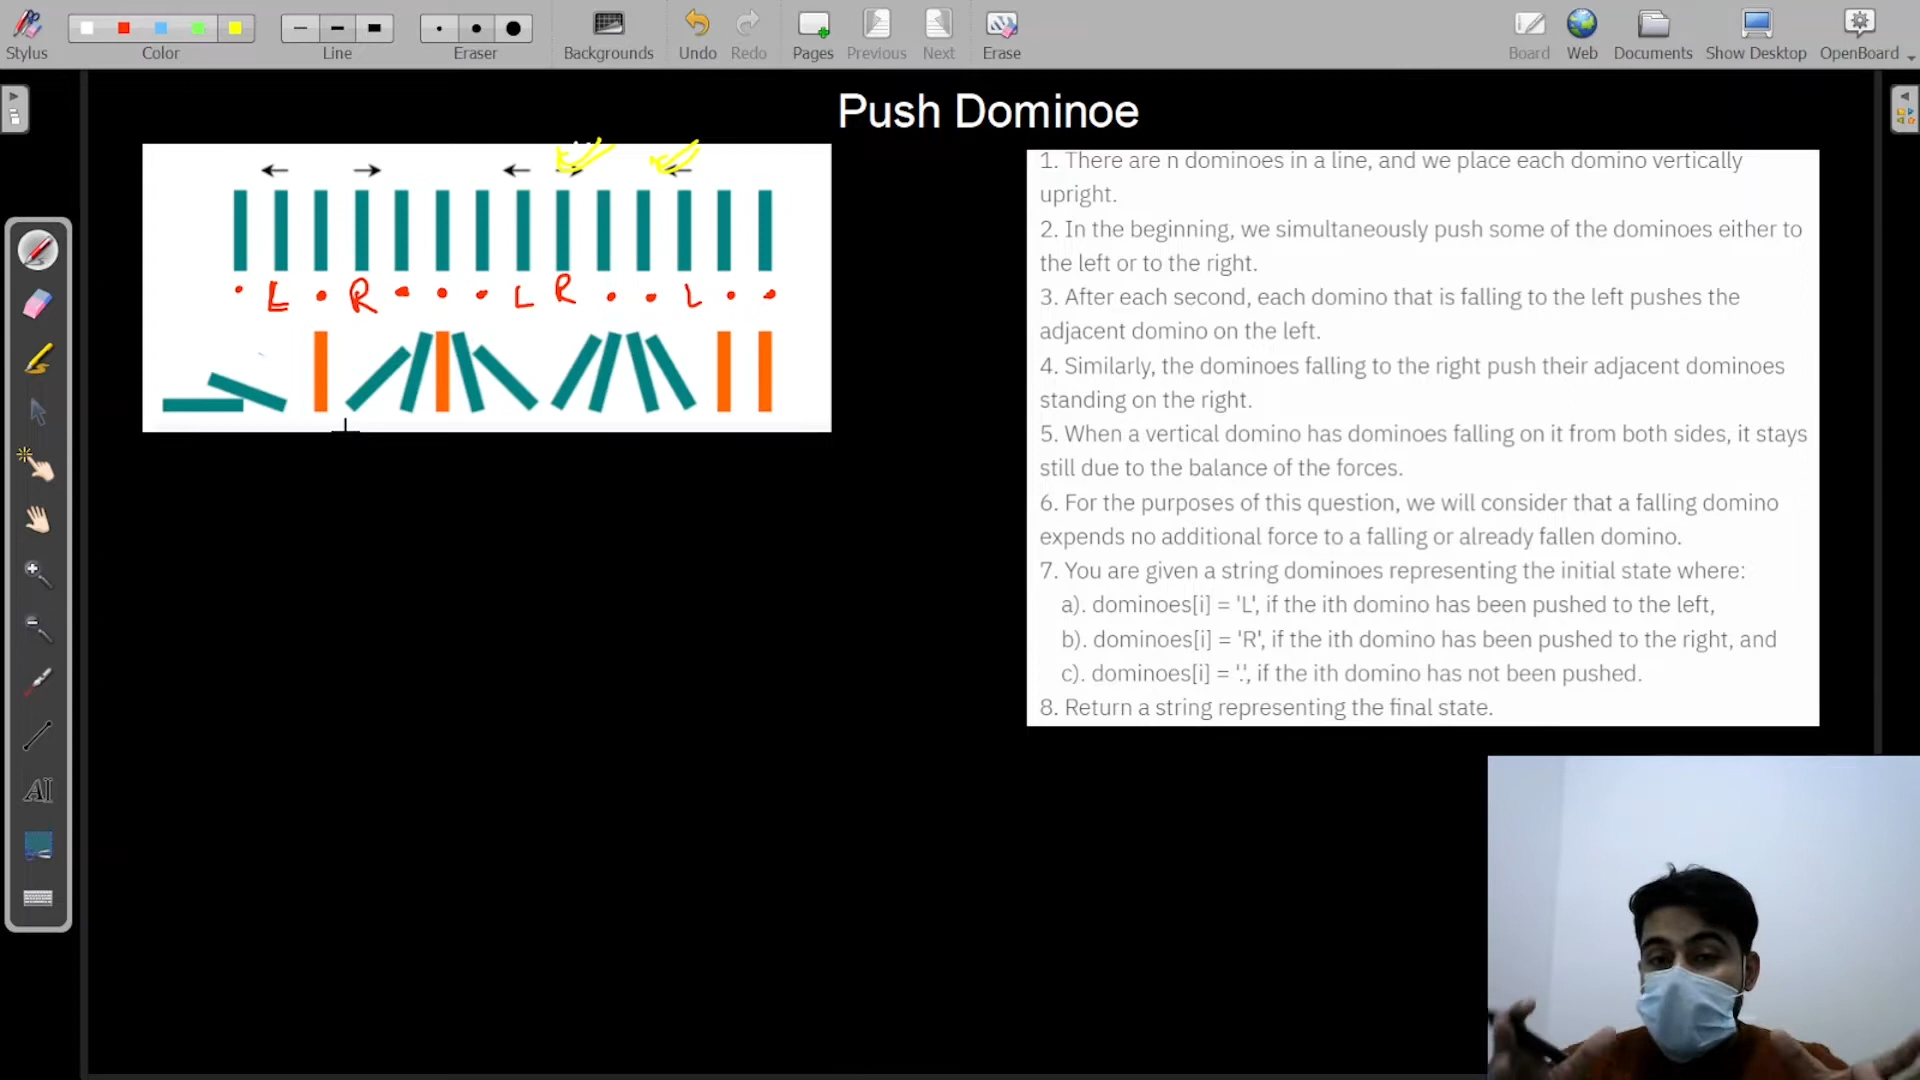 Stylus
Color
Line
Eraser
Backgrounds
Undo
Redo
Pages
Previous
Next
Erase
Board
Web
Documents
Show Desktop
OpenBoard
Push Dominoe
. L . R . . . L R . . L . .
1. There are n dominoes in a line, and we place each domino vertically
upright.
2. In the beginning, we simultaneously push some of the dominoes either to
the left or to the right.
3. After each second, each domino that is falling to the left pushes the
adjacent domino on the left.
4. Similarly, the dominoes falling to the right push their adjacent dominoes
standing on the right.
5. When a vertical domino has dominoes falling on it from both sides, it stays
still due to the balance of the forces.
6. For the purposes of this question, we will consider that a falling domino
expends no additional force to a falling or already fallen domino.
7. You are given a string dominoes representing the initial state where:
a). dominoes[i] = 'L', if the ith domino has been pushed to the left,
b). dominoes[i] = 'R', if the ith domino has been pushed to the right, and
c). dominoes[i] = '.', if the ith domino has not been pushed.
8. Return a string representing the final state.
AI